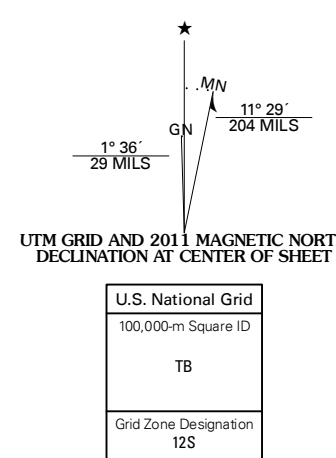 ★
MN
GN
11° 29´
204 MILS
1° 36´
29 MILS
UTM GRID AND 2011 MAGNETIC NORT
DECLINATION AT CENTER OF SHEET
U.S. National Grid
100,000-m Square ID
TB
Grid Zone Designation
12S